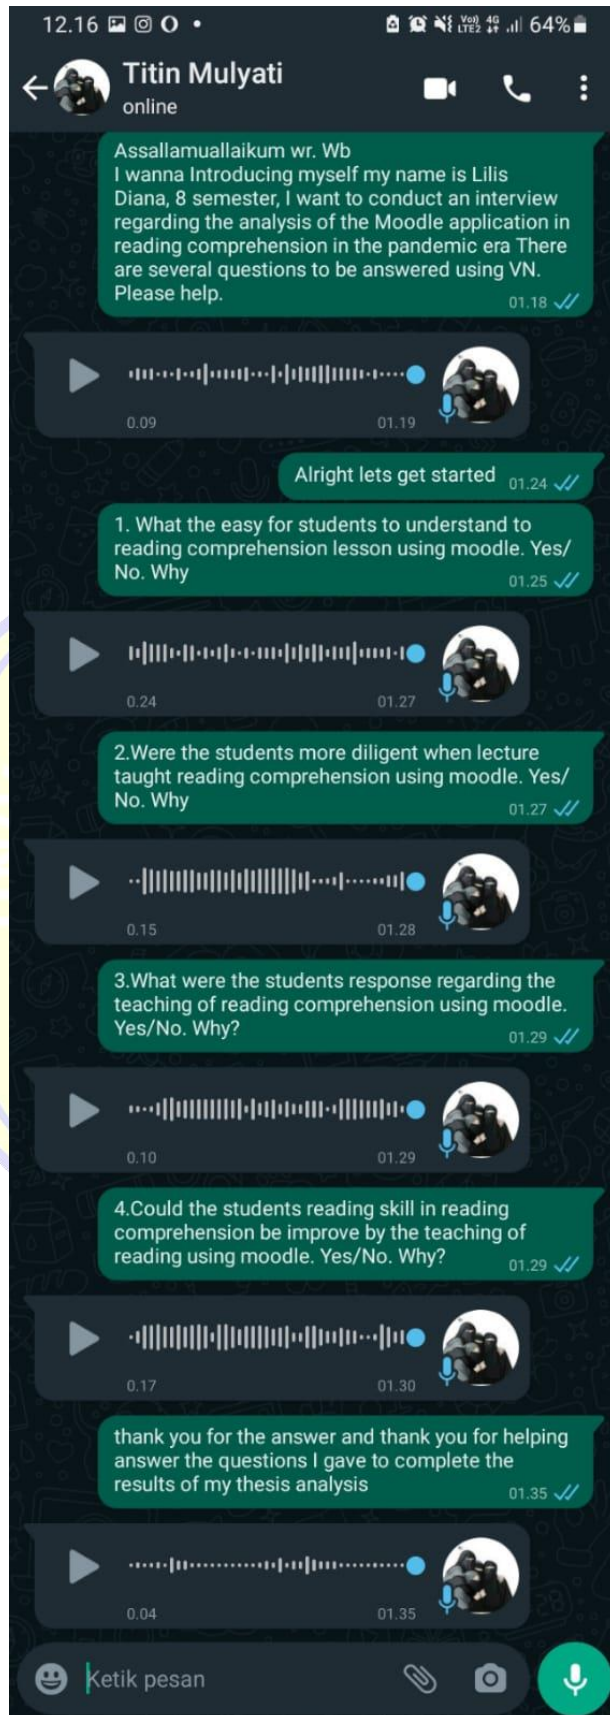 12.16
Vo)) 4G
LTE2 64%
Titin Mulyati
online
Assallamuallaikum wr. Wb
I wanna Introducing myself my name is Lilis
Diana, 8 semester, I want to conduct an interview
regarding the analysis of the Moodle application in
reading comprehension in the pandemic era There
are several questions to be answered using VN.
Please help.
01.18
0.09 01.19
Alright lets get started 01.24
1. What the easy for students to understand to
reading comprehension lesson using moodle. Yes/
No. Why
01.25
0.24 01.27
2.Were the students more diligent when lecture
taught reading comprehension using moodle. Yes/
No. Why
01.27
0.15 01.28
3.What were the students response regarding the
teaching of reading comprehension using moodle.
Yes/No. Why?
01.29
0.10 01.29
4.Could the students reading skill in reading
comprehension be improve by the teaching of
reading using moodle. Yes/No. Why?
01.29
0.17 01.30
thank you for the answer and thank you for helping
answer the questions I gave to complete the
results of my thesis analysis
01.35
0.04 01.35
Ketik pesan